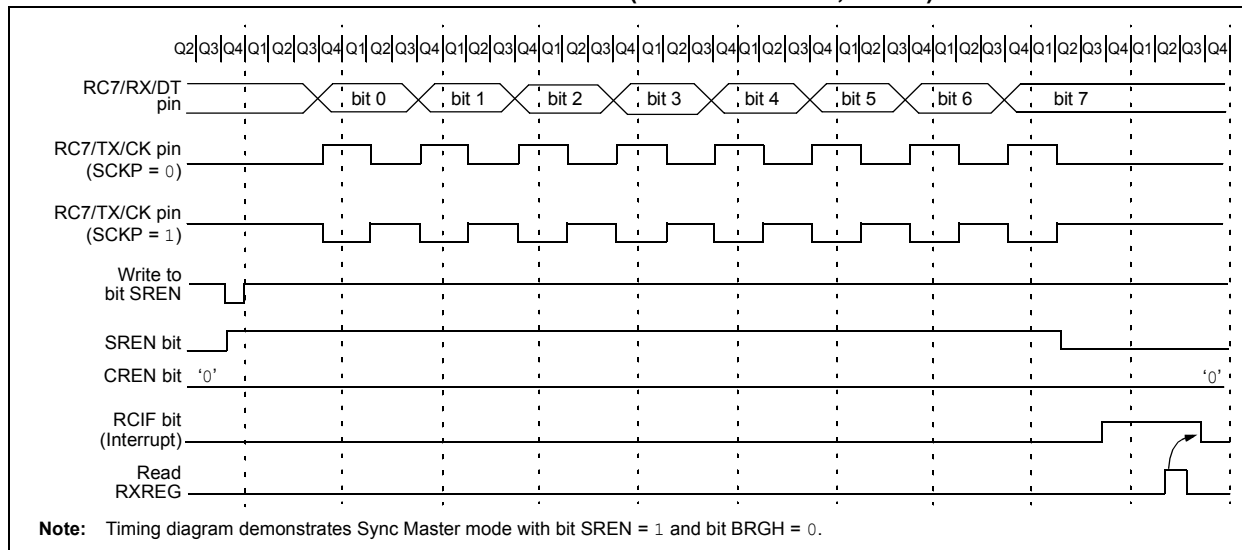 Q2 Q3 Q4 Q1 Q2 Q3 Q4 Q1 Q2 Q3 Q4 Q1 Q2 Q3 Q4 Q1 Q2 Q3 Q4 Q1 Q2 Q3 Q4 Q1 Q2 Q3 Q4 Q1 Q2 Q3 Q4 Q1 Q2 Q3 Q4 Q1 Q2 Q3 Q4 Q1 Q2 Q3 Q4
RC7/RX/DT
pin
bit 0 bit 1 bit 2 bit 3 bit 4 bit 5 bit 6 bit 7
RC7/TX/CK pin
(SCKP = 0)
RC7/TX/CK pin
(SCKP = 1)
Write to
bit SREN
SREN bit
CREN bit '0' '0'
RCIF bit
(Interrupt)
Read
RXREG
Note: Timing diagram demonstrates Sync Master mode with bit SREN = 1 and bit BRGH = 0.